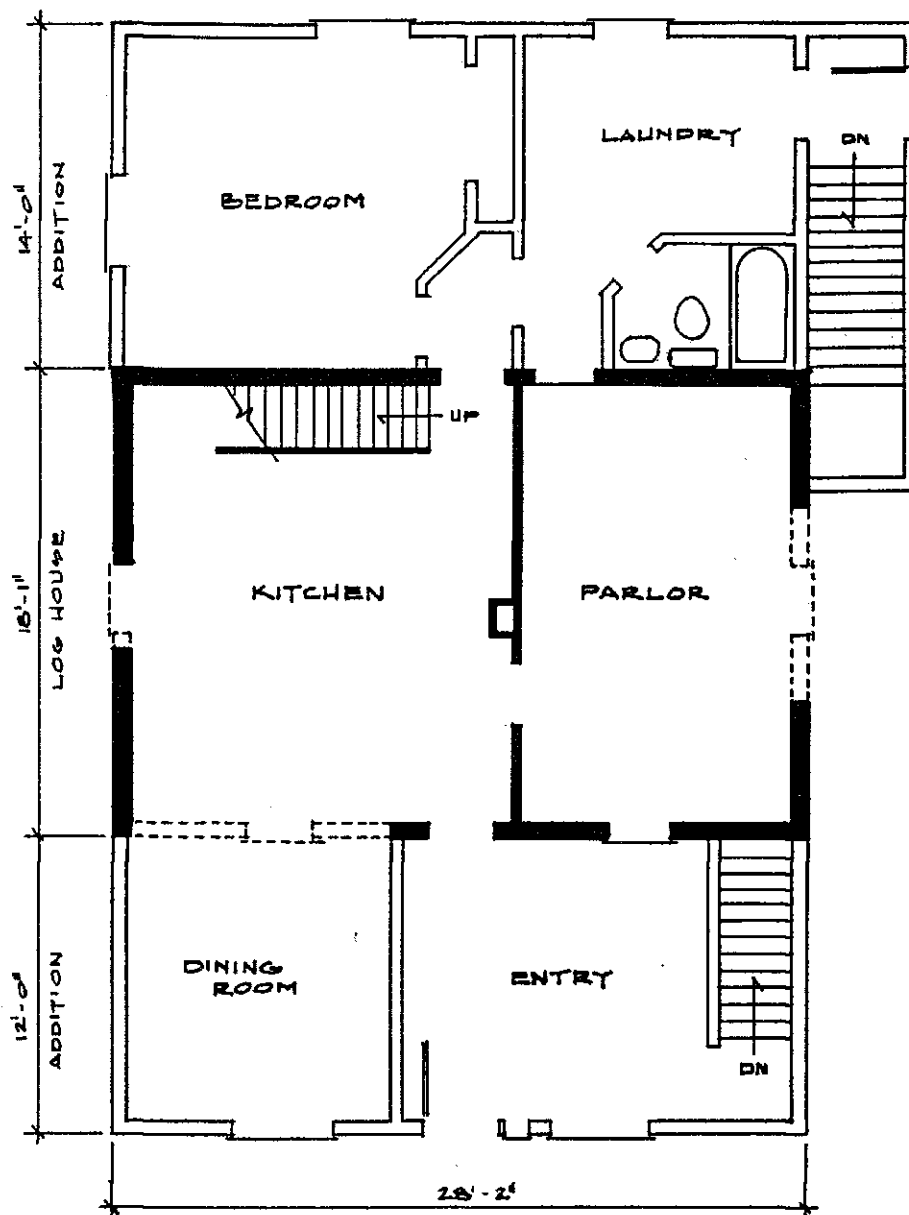 LAUNDRY
DN
BEDROOM
14'-0"
ADDITION
UP
KITCHEN
PARLOR
18'-1"
LOG HOUSE
DINING
ROOM
ENTRY
12'-0"
ADDITION
DN
28'-2"